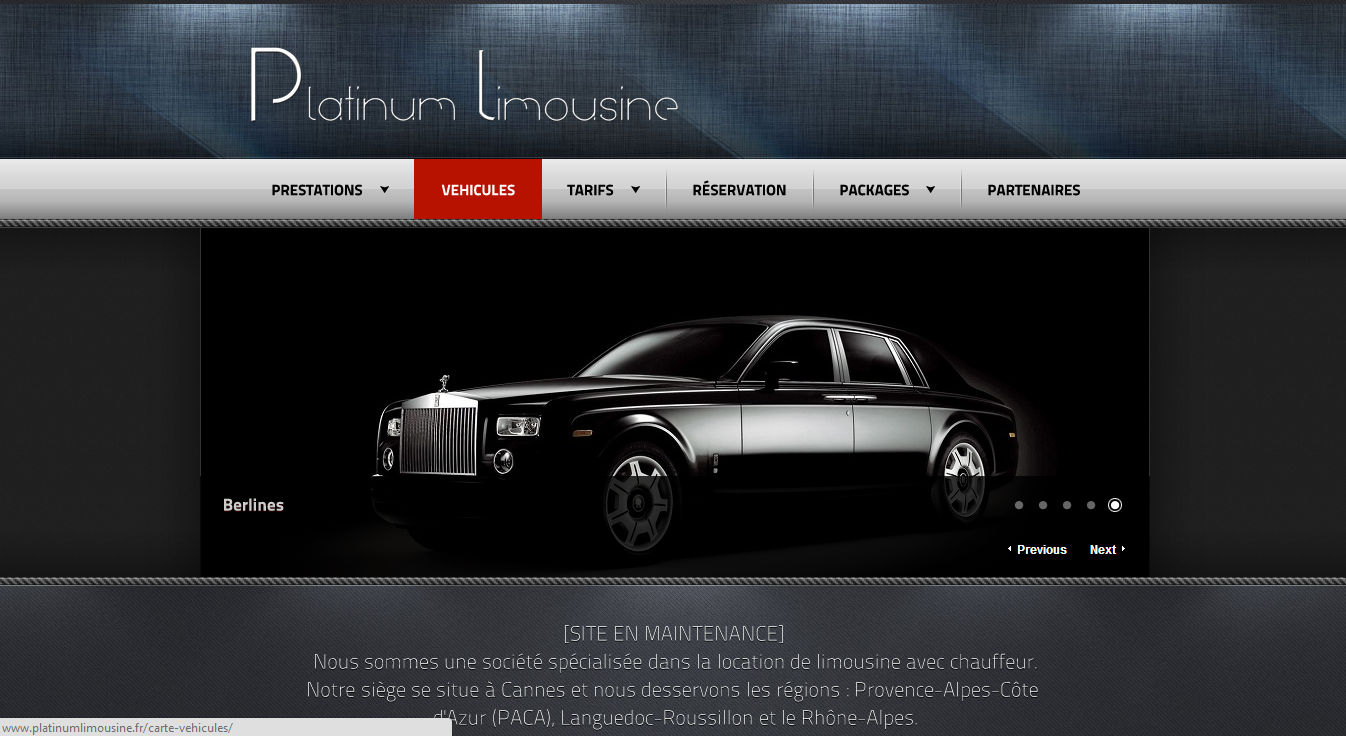 Platinum Limousine
PRESTATIONS VEHICULES TARIFS RÉSERVATION PACKAGES PARTENAIRES
Berlines
Previous Next
[SITE EN MAINTENANCE]
Nous sommes une société spécialisée dans la location de limousine avec chauffeur.
Notre siège se situe à Cannes et nous desservons les régions : Provence-Alpes-Côte
d'Azur (PACA), Languedoc-Roussillon et le Rhône-Alpes.
www.platinumlimousine.fr/carte-vehicules/